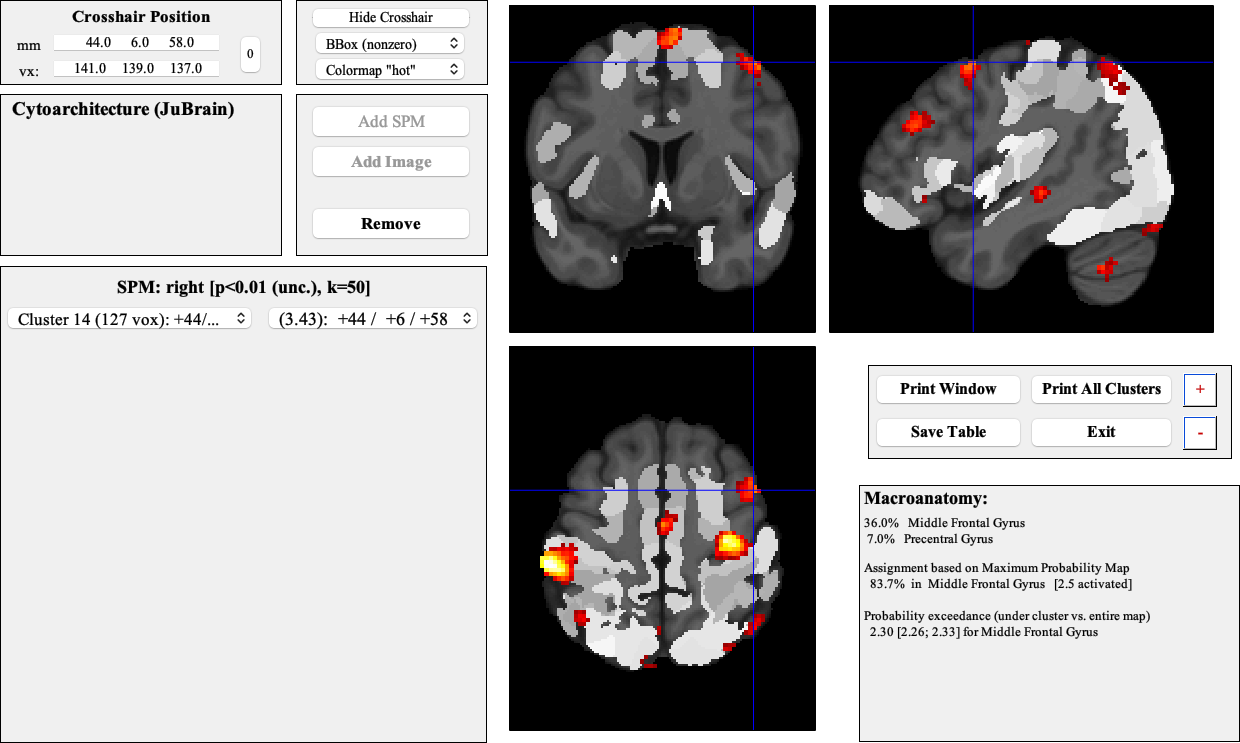 Crosshair Position
mm 44.0 6.0 58.0
0
vx: 141.0 139.0 137.0
Hide Crosshair
BBox (nonzero)
Colormap "hot"
Cytoarchitecture (JuBrain)
Add SPM
Add Image
Remove
SPM: right [p<0.01 (unc.), k=50]
Cluster 14 (127 vox): +44/... (3.43): +44 / +6 / +58
Print Window Print All Clusters +
Save Table Exit -
Macroanatomy:
36.0% Middle Frontal Gyrus
7.0% Precentral Gyrus
Assignment based on Maximum Probability Map
83.7% in Middle Frontal Gyrus [2.5 activated]
Probability exceedance (under cluster vs. entire map)
2.30 [2.26; 2.33] for Middle Frontal Gyrus